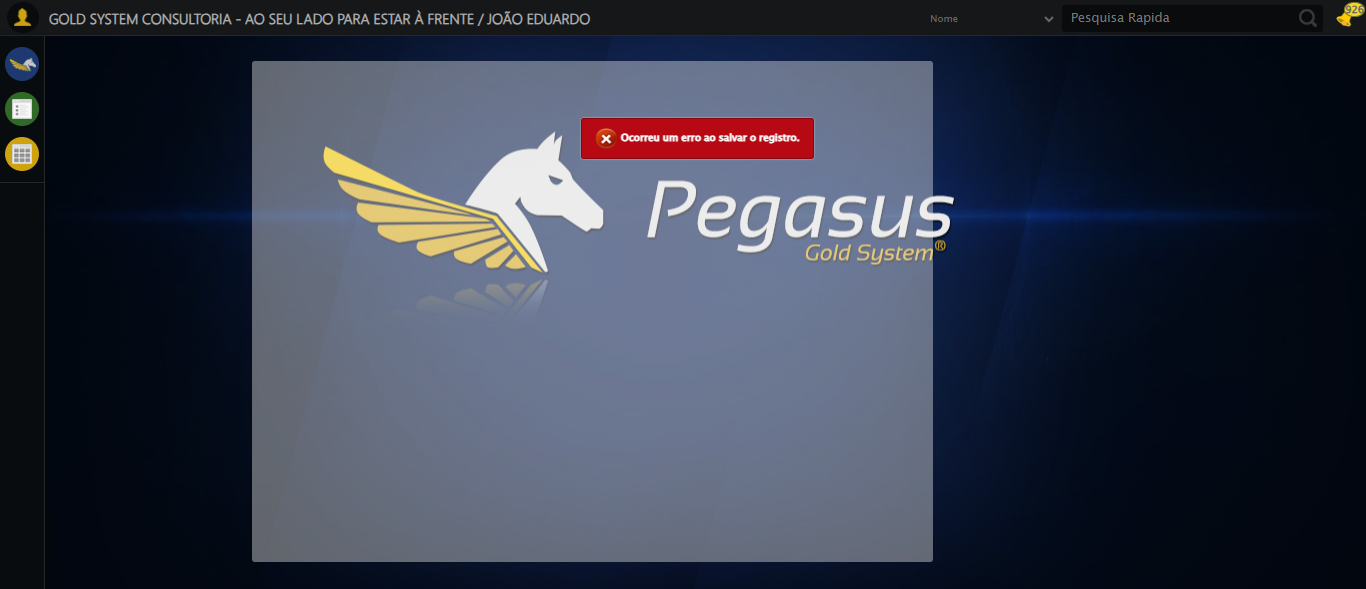 GOLD SYSTEM CONSULTORIA - AO SEU LADO PARA ESTAR À FRENTE / JOÃO EDUARDO
Nome
Pesquisa Rapida
926
Ocorreu um erro ao salvar o registro.
Pegasus
Gold System®